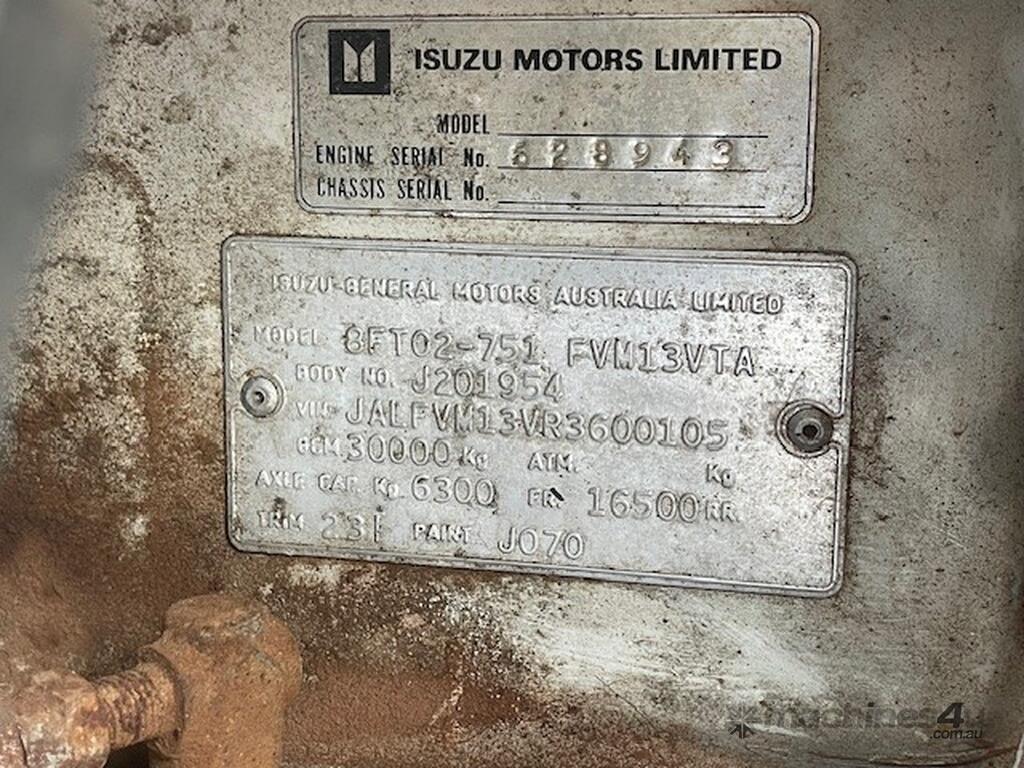 ISUZU MOTORS LIMITED
MODEL
ENGINE SERIAL No. 628943
CHASSIS SERIAL No.
ISUZU-GENERAL MOTORS AUSTRALIA LIMITED
MODEL 8FT02-751 FVM13VTA
BODY NO. J201954
VIN JALFVM13VR3600105
GCM 30000 Kg ATM. Kg
AXLE CAP. Kg. 6300 FR. 16500 RR.
TRIM 23F PAINT J070
machines4u
.com.au